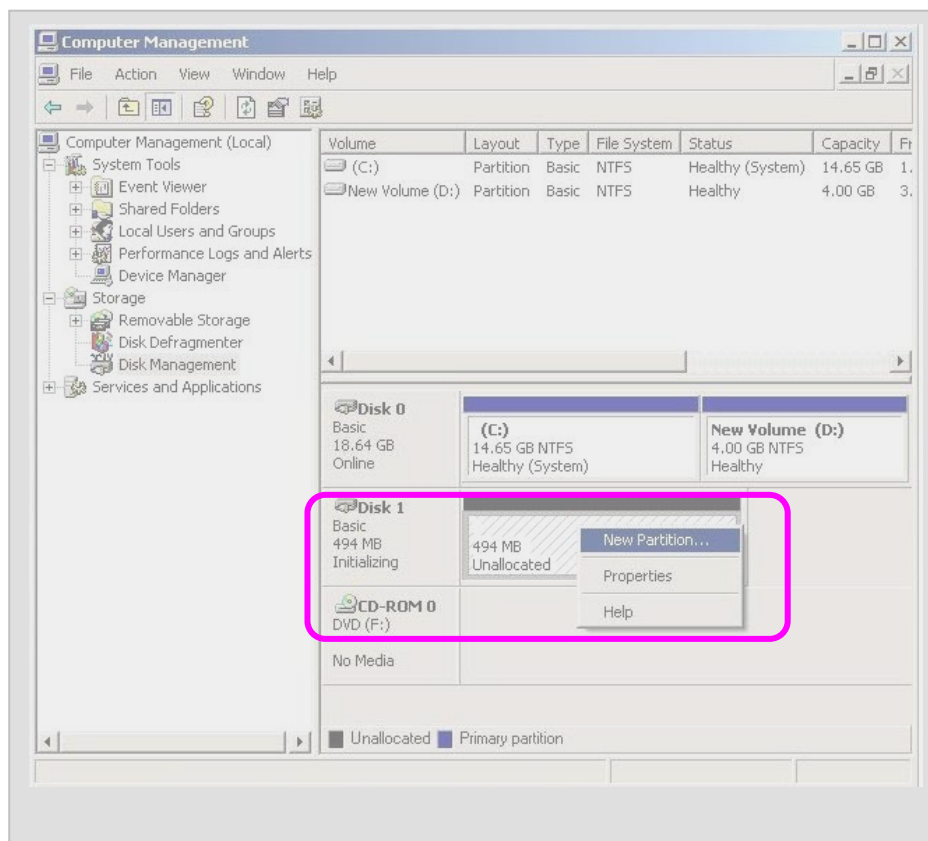 Computer Management
File Action View Window Help
Computer Management (Local)
System Tools
Event Viewer
Shared Folders
Local Users and Groups
Performance Logs and Alerts
Device Manager
Storage
Removable Storage
Disk Defragmenter
Disk Management
Services and Applications
Volume Layout Type File System Status Capacity Fr
(C:) Partition Basic NTFS Healthy (System) 14.65 GB 1.
New Volume (D:) Partition Basic NTFS Healthy 4.00 GB 3.
Disk 0
Basic
18.64 GB
Online
(C:)
14.65 GB NTFS
Healthy (System)
New Volume (D:)
4.00 GB NTFS
Healthy
Disk 1
Basic
494 MB
Initializing
494 MB
Unallocated
New Partition...
Properties
Help
CD-ROM 0
DVD (F:)
No Media
Unallocated Primary partition